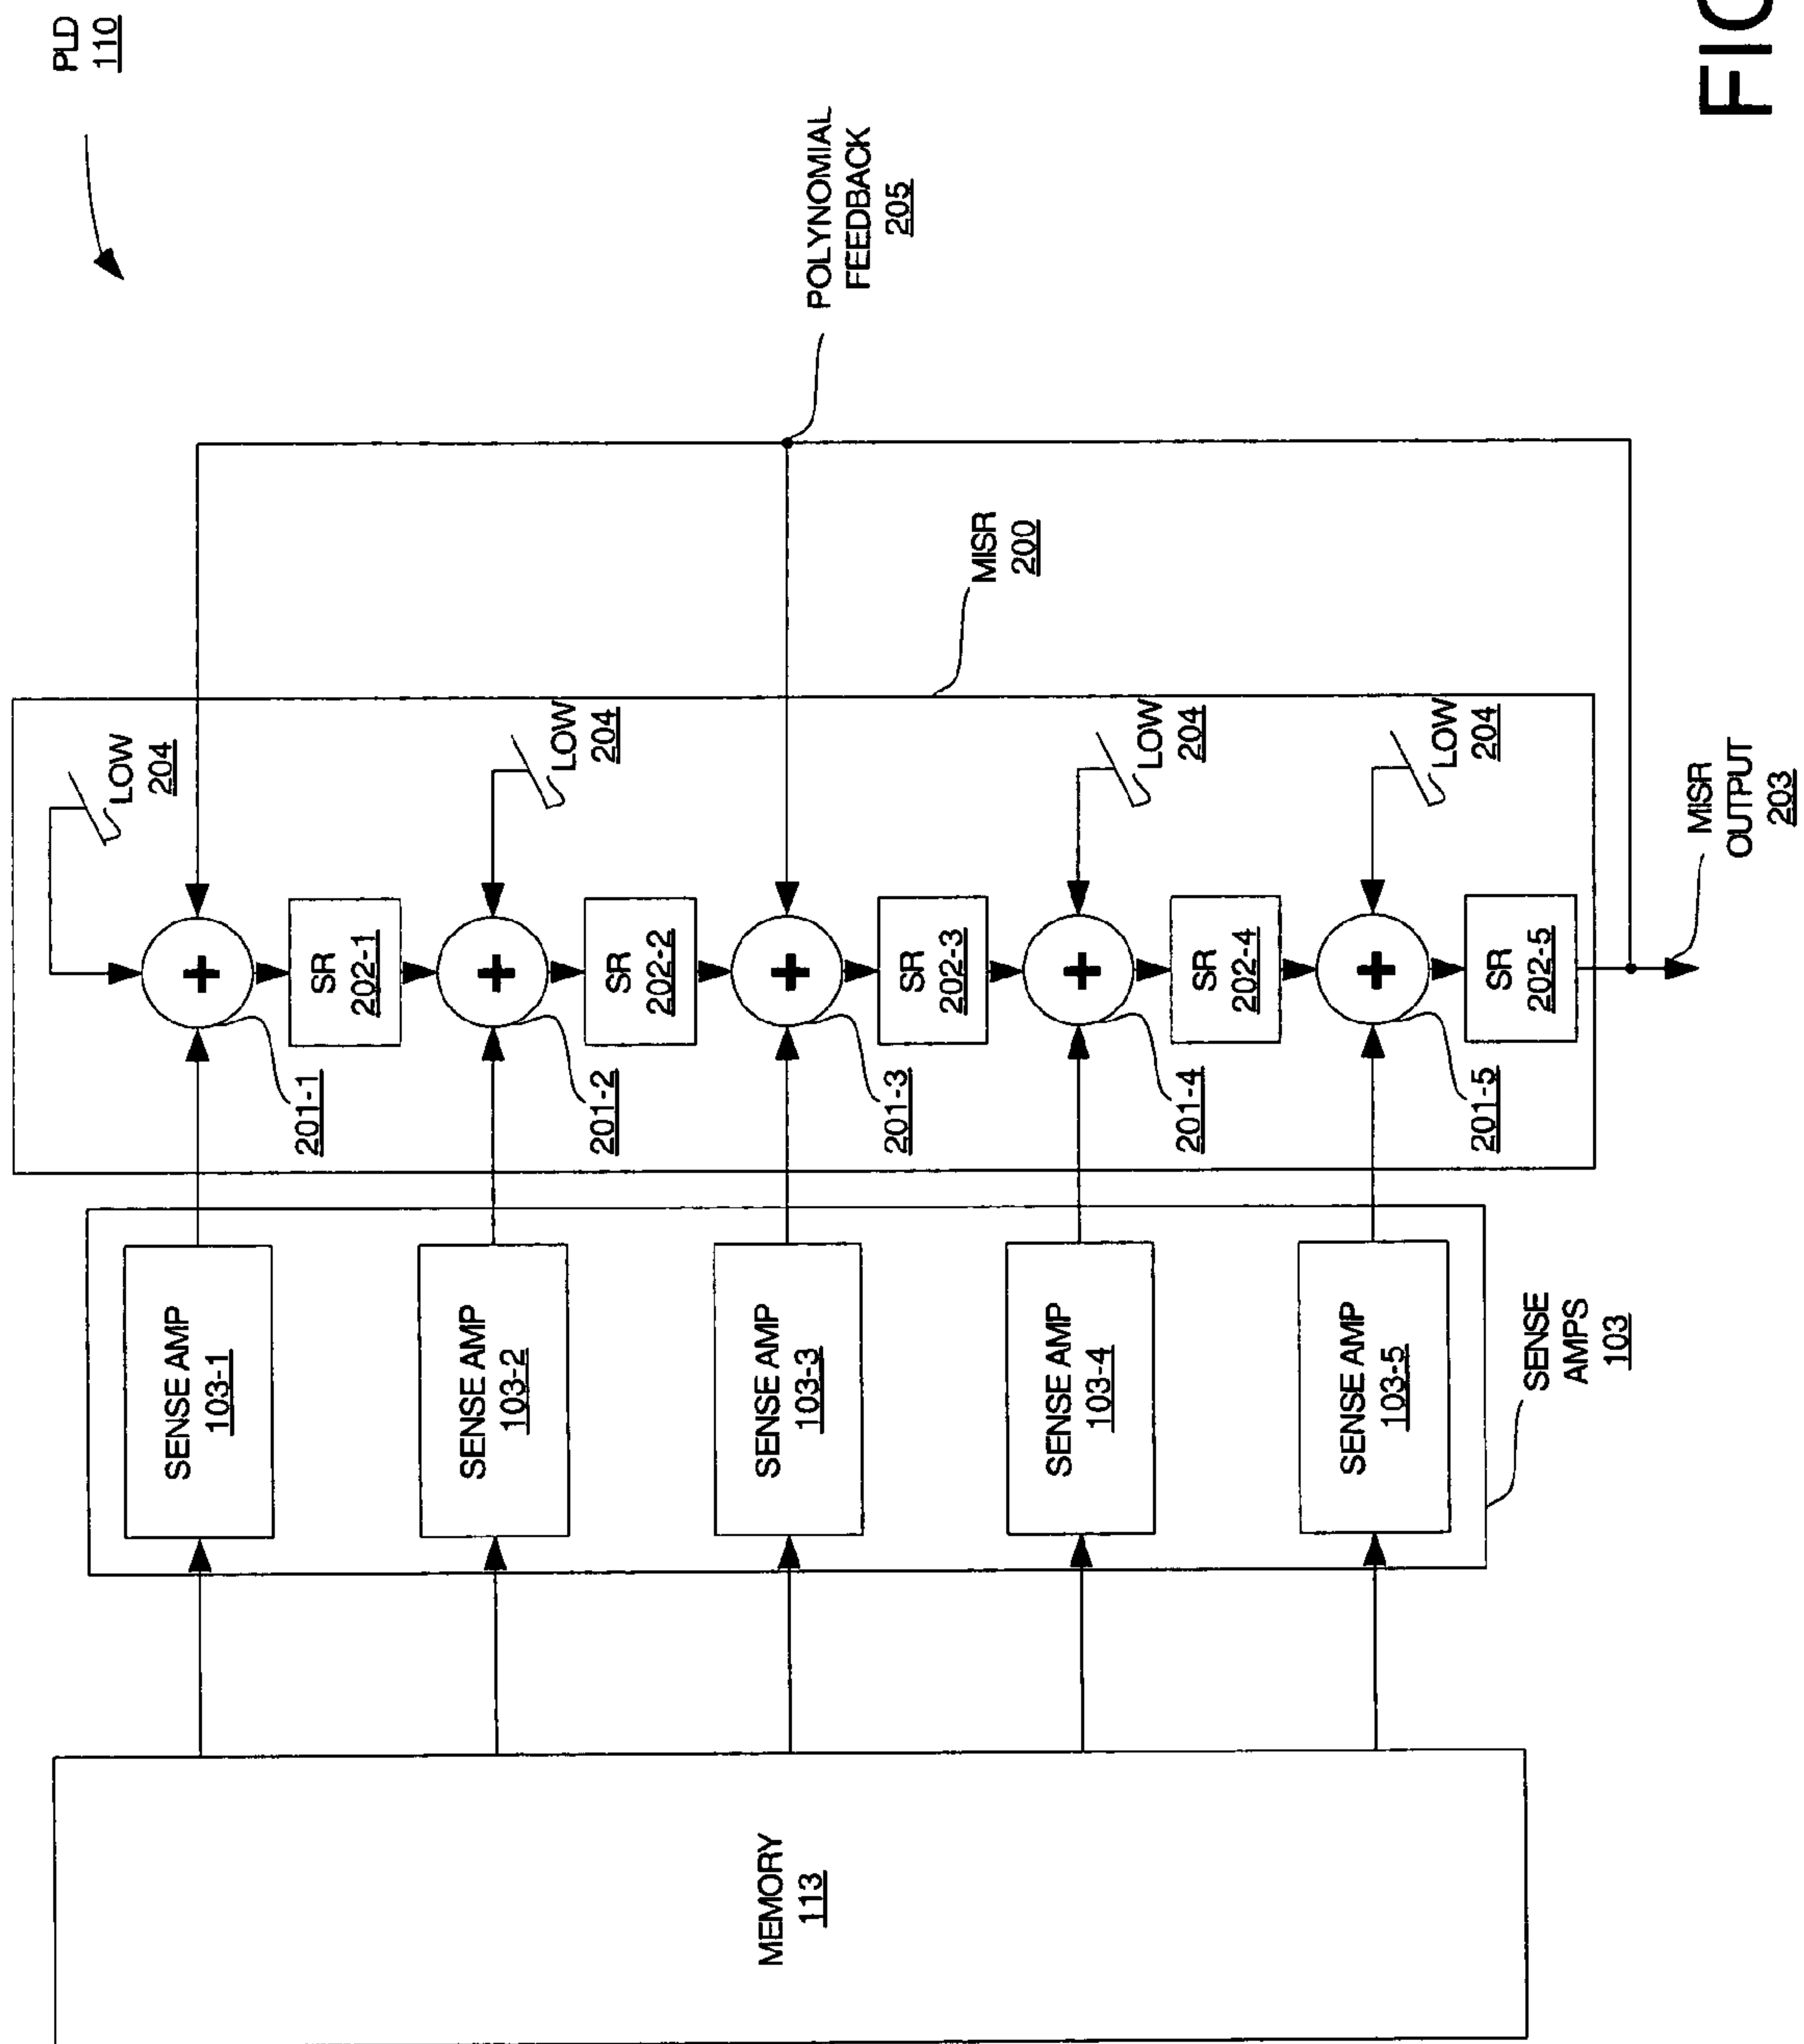 PLD
110
POLYNOMIAL
FEEDBACK
205
MISR
200
LOW
204
LOW
204
LOW
204
LOW
204
SR
202-1
SR
202-2
SR
202-3
SR
202-4
SR
202-5
MISR
OUTPUT
203
+
+
+
+
+
201-1
201-2
201-3
201-4
201-5
SENSE AMP
103-1
SENSE AMP
103-2
SENSE AMP
103-3
SENSE AMP
103-4
SENSE AMP
103-5
SENSE
AMPS
103
MEMORY
113